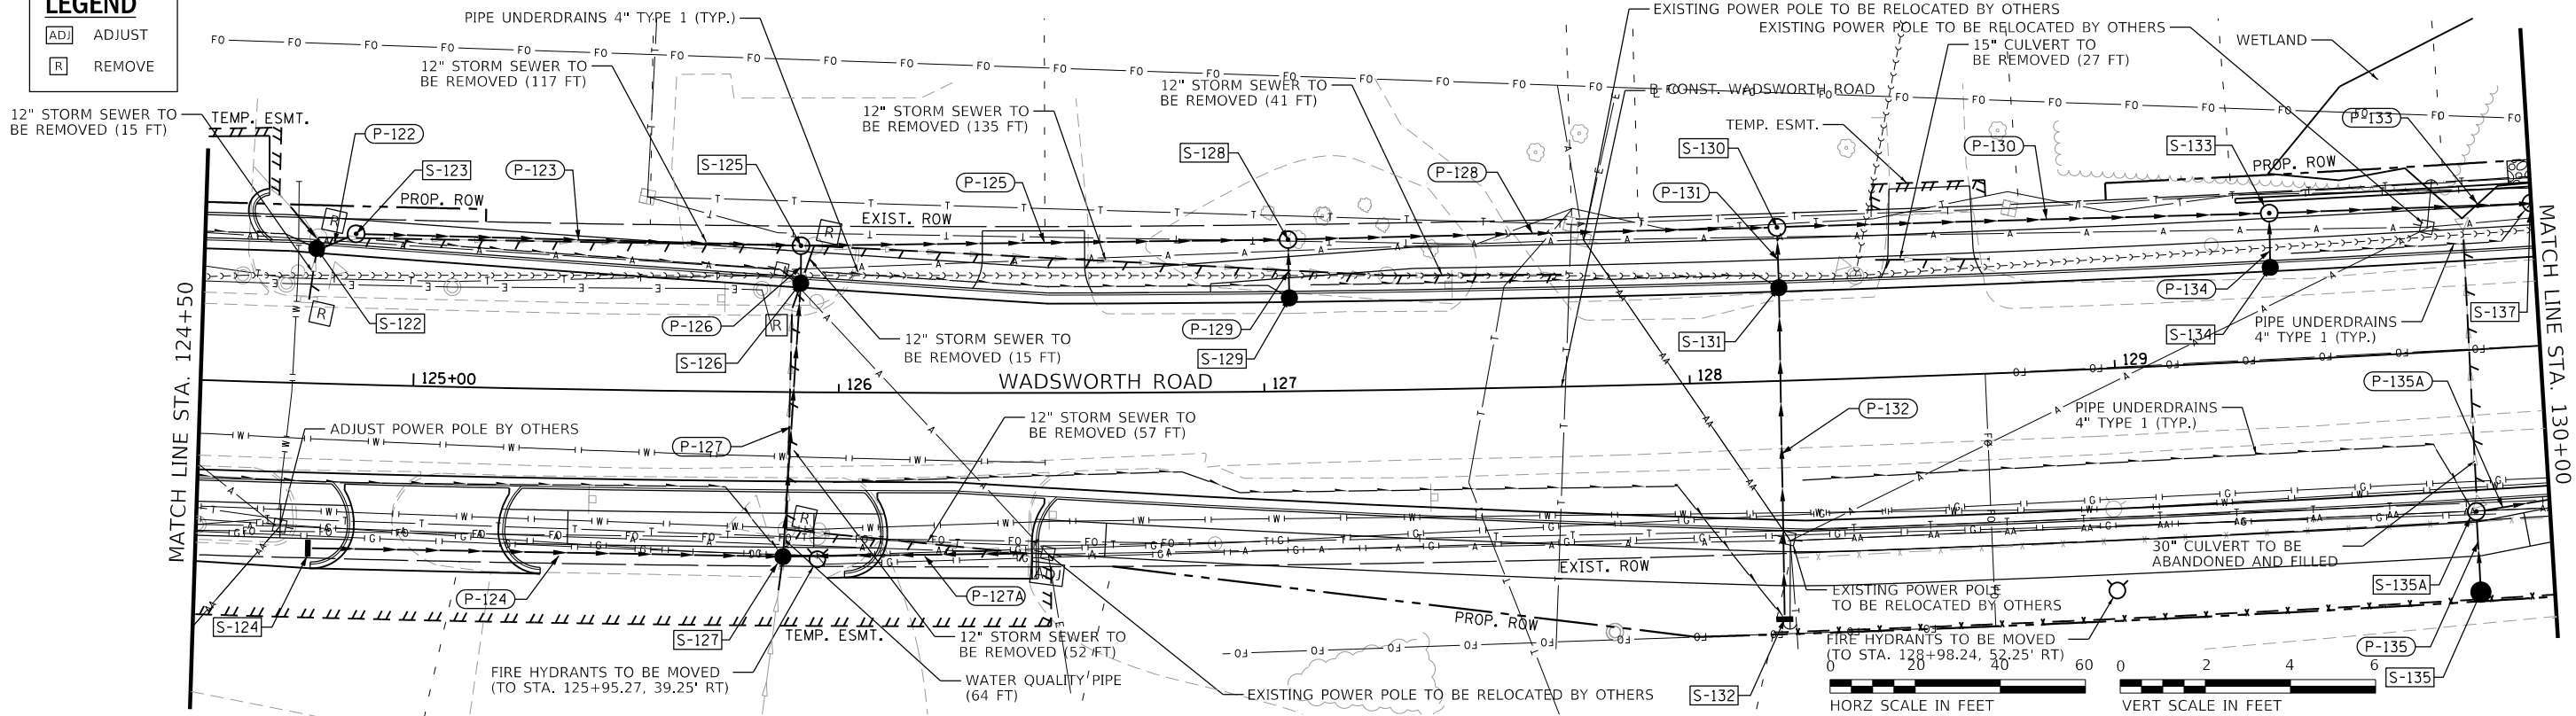 LEGEND
ADJ ADJUST
R REMOVE
PIPE UNDERDRAINS 4" TYPE 1 (TYP.)
EXISTING POWER POLE TO BE RELOCATED BY OTHERS
EXISTING POWER POLE TO BE RELOCATED BY OTHERS
WETLAND
15" CULVERT TO
BE REMOVED (27 FT)
12" STORM SEWER TO
BE REMOVED (117 FT)
12" STORM SEWER TO
BE REMOVED (41 FT)
12" STORM SEWER TO
BE REMOVED (135 FT)
B CONST. WADSWORTH ROAD
12" STORM SEWER TO
BE REMOVED (15 FT)
TEMP. ESMT.
TEMP. ESMT.
P-122
S-123
P-123
S-125
P-125
S-128
P-128
S-130
P-131
P-130
S-133
P-133
PROP. ROW
PROP. ROW
EXIST. ROW
R
R
R
R
S-122
P-126
S-126
12" STORM SEWER TO
BE REMOVED (15 FT)
P-129
S-129
S-131
P-134
S-134
PIPE UNDERDRAINS
4" TYPE 1 (TYP.)
S-137
MATCH LINE STA. 124+50
MATCH LINE STA. 130+00
125+00
126
WADSWORTH ROAD
127
128
129
P-135A
ADJUST POWER POLE BY OTHERS
P-127
12" STORM SEWER TO
BE REMOVED (57 FT)
P-132
PIPE UNDERDRAINS
4" TYPE 1 (TYP.)
R
ADJ
30" CULVERT TO BE
ABANDONED AND FILLED
EXIST. ROW
S-124
P-124
S-127
TEMP. ESMT.
P-127A
12" STORM SEWER TO
BE REMOVED (52 FT)
PROP. ROW
EXISTING POWER POLE
TO BE RELOCATED BY OTHERS
S-135A
FIRE HYDRANTS TO BE MOVED
(TO STA. 125+95.27, 39.25' RT)
WATER QUALITY PIPE
(64 FT)
EXISTING POWER POLE TO BE RELOCATED BY OTHERS
S-132
FIRE HYDRANTS TO BE MOVED
(TO STA. 128+98.24, 52.25' RT)
P-135
S-135
0 20 40 60
HORZ SCALE IN FEET
0 2 4 6
VERT SCALE IN FEET